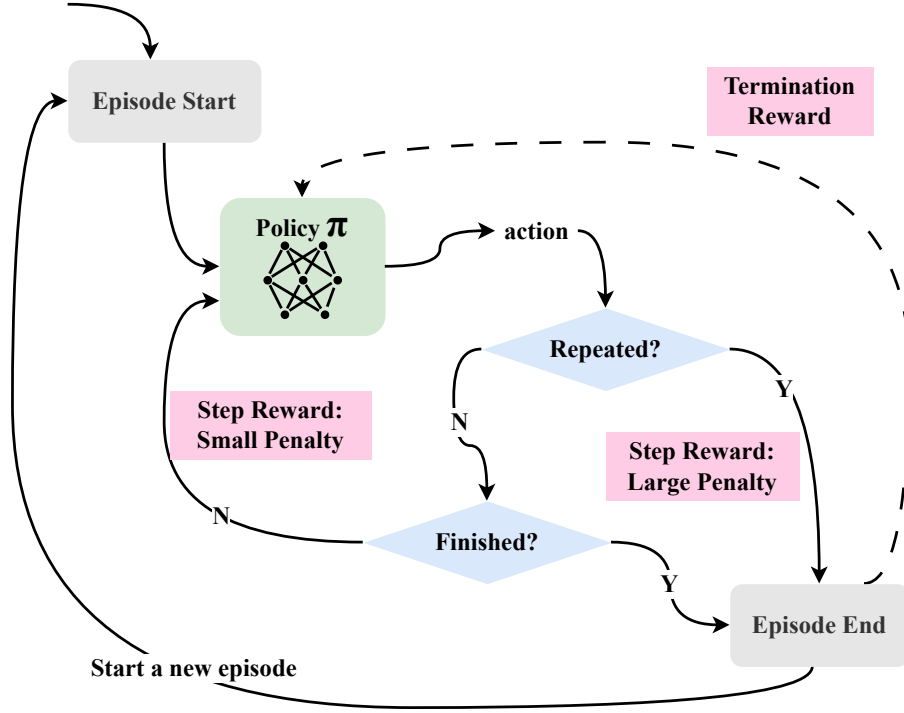 Episode Start
Termination
Reward
Policy π
action
Repeated?
Y
N
Step Reward:
Small Penalty
Step Reward:
Large Penalty
N
Finished?
Y
Episode End
Start a new episode